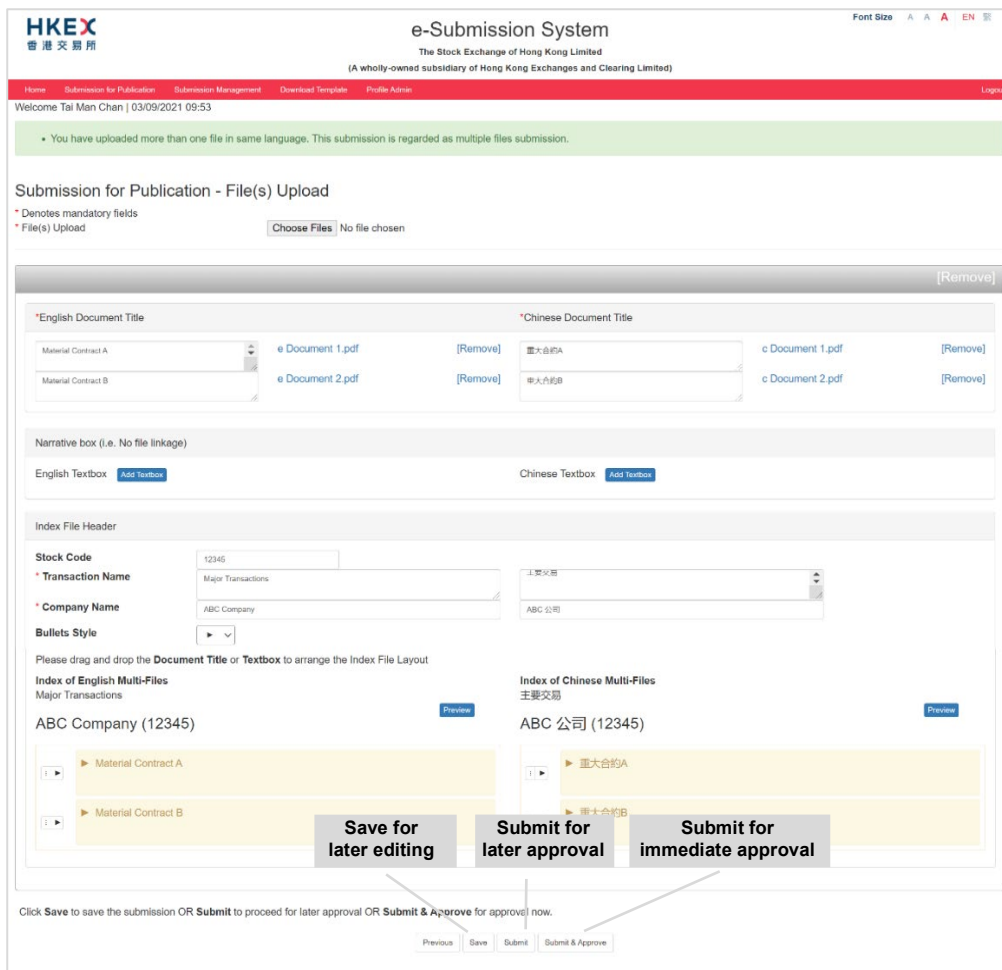 HKEX
香港交易所
Font Size A A A EN 繁
e-Submission System
The Stock Exchange of Hong Kong Limited
(A wholly-owned subsidiary of Hong Kong Exchanges and Clearing Limited)
Home Submission for Publication Submission Management Download Template Profile Admin Logout
Welcome Tai Man Chan | 03/09/2021 09:53
• You have uploaded more than one file in same language. This submission is regarded as multiple files submission.
Submission for Publication - File(s) Upload
* Denotes mandatory fields
* File(s) Upload Choose Files No file chosen
[Remove]
*English Document Title *Chinese Document Title
Material Contract A e Document 1.pdf [Remove] 重大合約A c Document 1.pdf [Remove]
Material Contract B e Document 2.pdf [Remove] 重大合約B c Document 2.pdf [Remove]
Narrative box (i.e. No file linkage)
English Textbox Add Textbox Chinese Textbox Add Textbox
Index File Header
Stock Code 12345
* Transaction Name Major Transactions 主要交易
* Company Name ABC Company ABC 公司
Bullets Style ►
Please drag and drop the Document Title or Textbox to arrange the Index File Layout
Index of English Multi-Files Index of Chinese Multi-Files
Major Transactions 主要交易
Preview Preview
ABC Company (12345) ABC 公司 (12345)
► ► Material Contract A ► ► 重大合約A
► ► Material Contract B ► 重大合約B
Save for later editing
Submit for later approval
Submit for immediate approval
Click Save to save the submission OR Submit to proceed for later approval OR Submit & Approve for approval now.
Previous Save Submit Submit & Approve